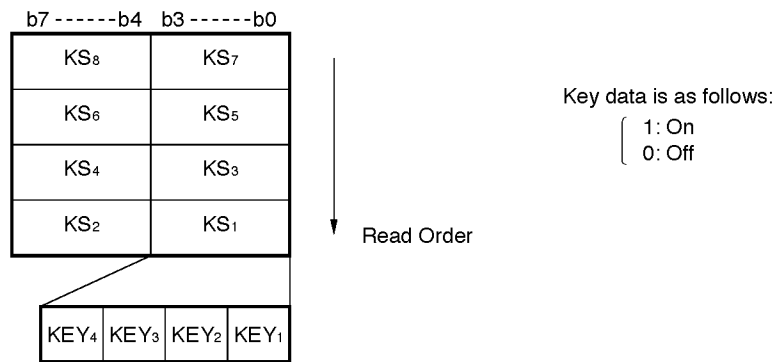 b7 ------b4 b3 ------b0
KS₈ KS₇
KS₆ KS₅
KS₄ KS₃
KS₂ KS₁
Key data is as follows:
1: On
0: Off
Read Order
KEY₄ KEY₃ KEY₂ KEY₁